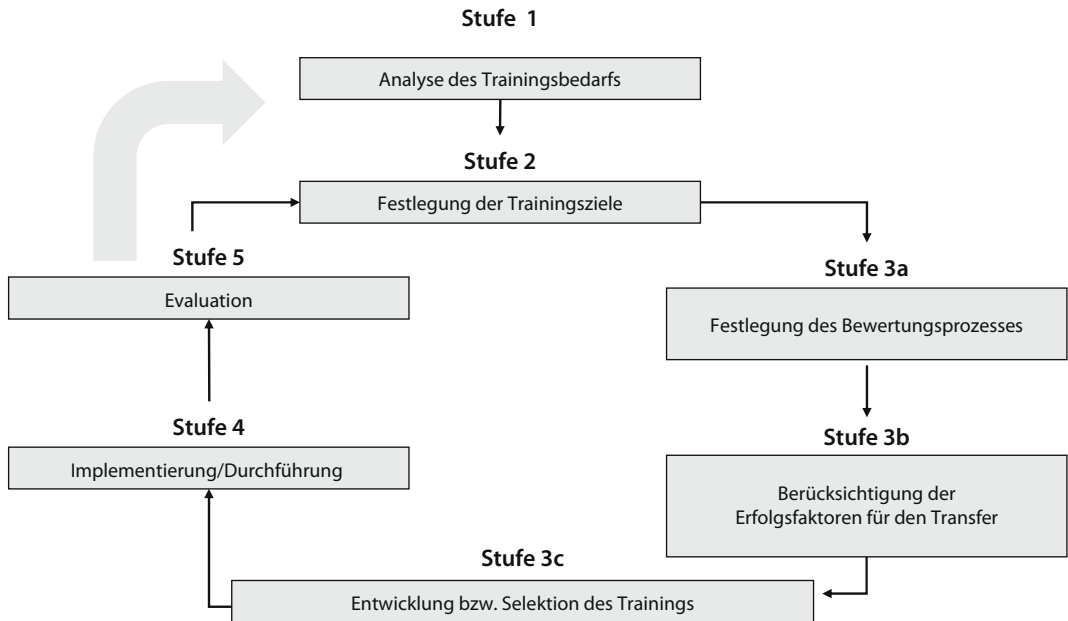 Stufe 1
Analyse des Trainingsbedarfs
Stufe 2
Festlegung der Trainingsziele
Stufe 3a
Festlegung des Bewertungsprozesses
Stufe 3b
Berücksichtigung der
Erfolgsfaktoren für den Transfer
Stufe 3c
Entwicklung bzw. Selektion des Trainings
Stufe 4
Implementierung/Durchführung
Stufe 5
Evaluation